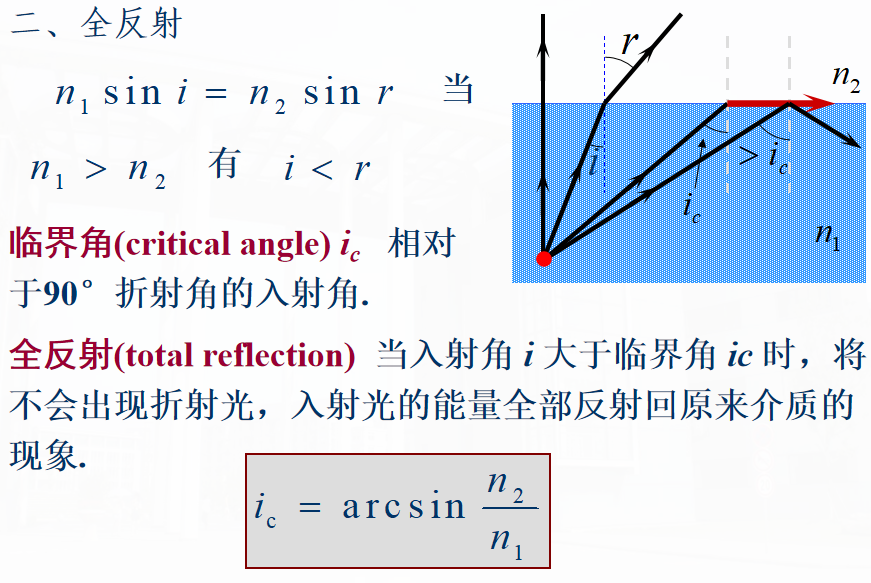 二、全反射
n₁ sin i = n₂ sin r 当
n₁ > n₂ 有 i < r
临界角(critical angle) i_c 相对
于90°折射角的入射角.
全反射(total reflection) 当入射角 i 大于临界角 ic 时，将
不会出现折射光，入射光的能量全部反射回原来介质的
现象.
i_c = arcsin n₂/n₁
r
n₂
i
> i_c
i_c
n₁